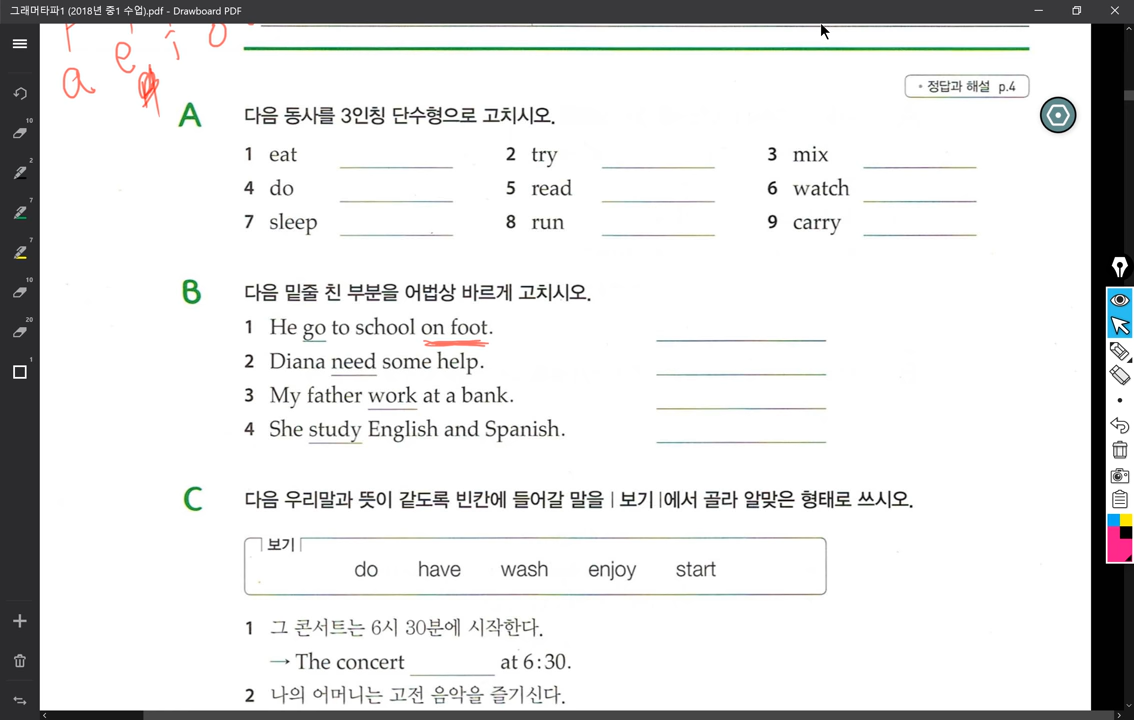 그래머타파1 (2018년 중1 수업).pdf - Drawboard PDF
e i o
a
• 정답과 해설 p.4
A 다음 동사를 3인칭 단수형으로 고치시오.
1 eat 2 try 3 mix
4 do 5 read 6 watch
7 sleep 8 run 9 carry
B 다음 밑줄 친 부분을 어법상 바르게 고치시오.
1 He go to school on foot.
2 Diana need some help.
3 My father work at a bank.
4 She study English and Spanish.
C 다음 우리말과 뜻이 같도록 빈칸에 들어갈 말을 |보기|에서 골라 알맞은 형태로 쓰시오.
보기
do have wash enjoy start
1 그 콘서트는 6시 30분에 시작한다.
→ The concert at 6:30.
2 나의 어머니는 고전 음악을 즐기신다.
10
2
7
7
10
20
1